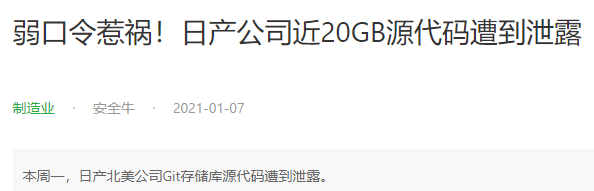 弱口令惹祸！日产公司近20GB源代码遭到泄露
制造业 · 安全牛 · 2021-01-07
本周一，日产北美公司Git存储库源代码遭到泄露。